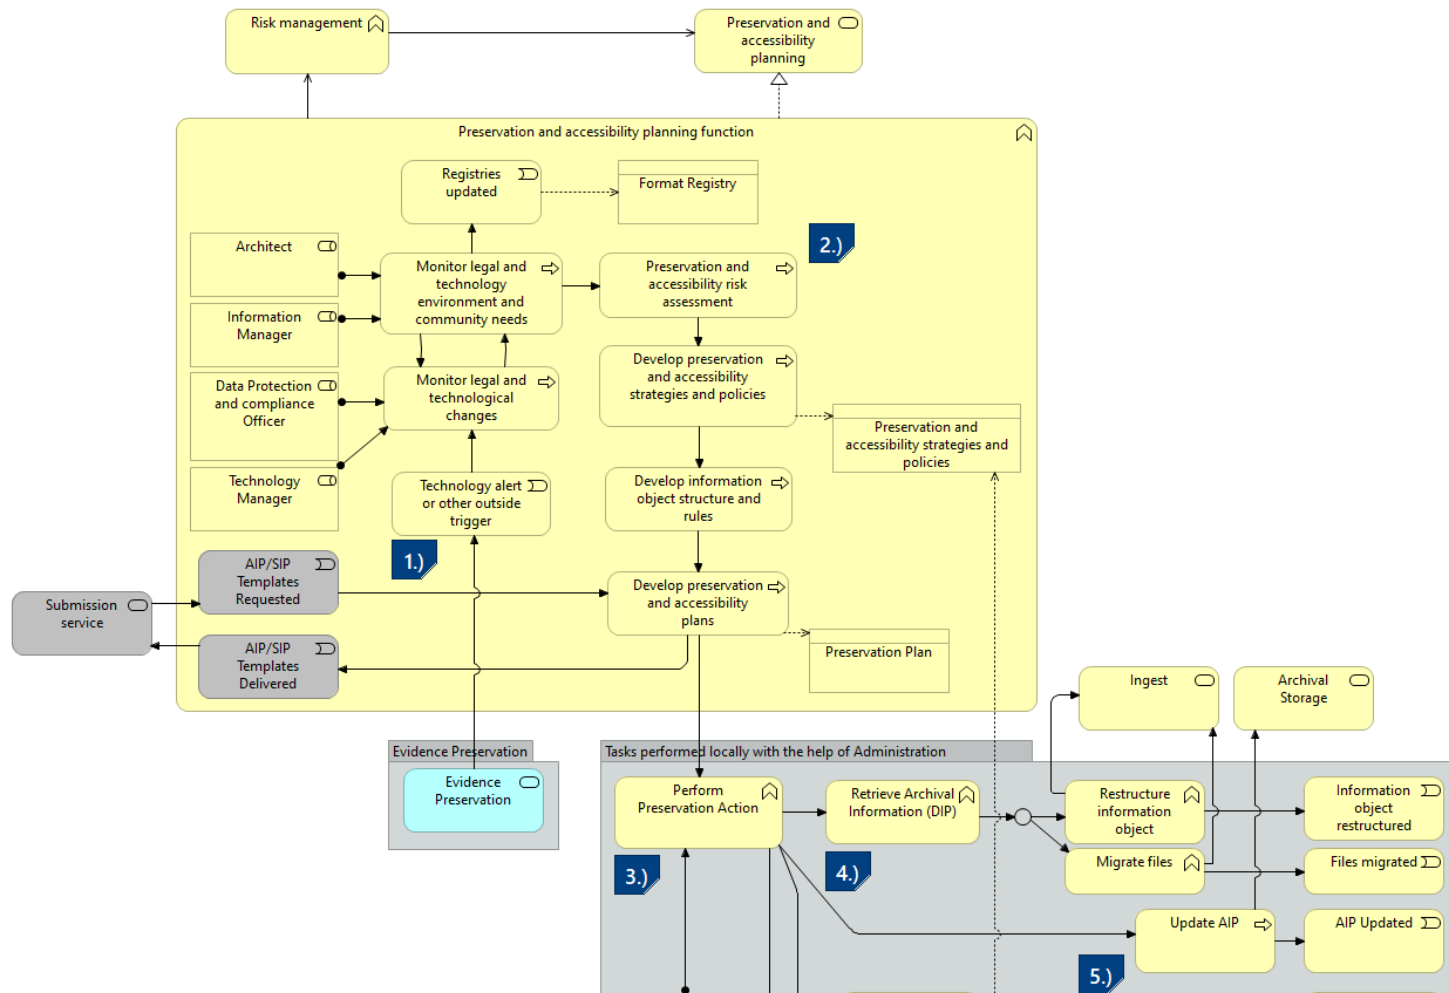 Risk management
Preservation and
accessibility
planning
Preservation and accessibility planning function
Registries
updated
Format Registry
2.)
Architect
Monitor legal and
technology
environment and
community needs
Preservation and
accessibility risk
assessment
Information
Manager
Data Protection
and compliance
Officer
Monitor legal and
technological
changes
Develop preservation
and accessibility
strategies and policies
Preservation and
accessibility strategies and
policies
Technology
Manager
Technology alert
or other outside
trigger
Develop information
object structure and
rules
1.)
AIP/SIP
Templates
Requested
Develop preservation
and accessibility
plans
Submission
service
AIP/SIP
Templates
Delivered
Preservation Plan
Ingest
Archival
Storage
Evidence Preservation
Evidence
Preservation
Tasks performed locally with the help of Administration
Perform
Preservation Action
Retrieve Archival
Information (DIP)
Restructure
information
object
Information
object
restructured
3.)
4.)
Migrate files
Files migrated
Update AIP
AIP Updated
5.)